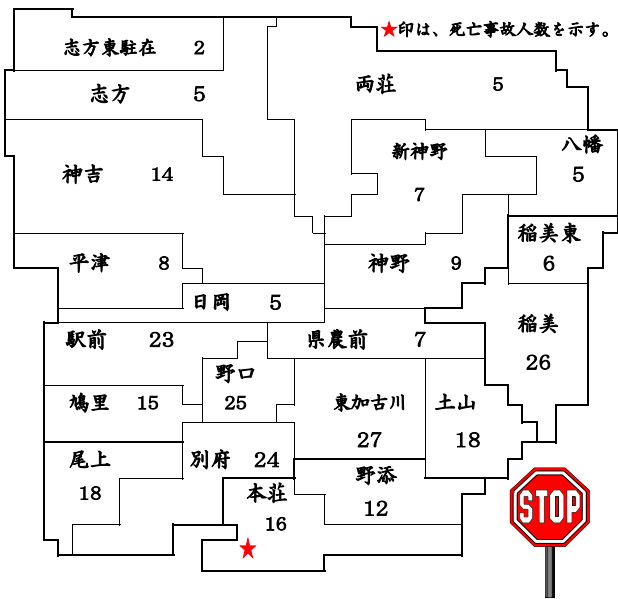 ★印は、死亡事故人数を示す。
志方東駐在 2
志方 5
両荘 5
新神野
7
八幡
5
神吉 14
稲美東
6
平津 8
神野 9
日岡 5
稲美
26
駅前 23
県農前 7
野口
25
鳩里 15
東加古川
27
土山
18
尾上
18
別府 24
野添
12
本荘
16
★
STOP